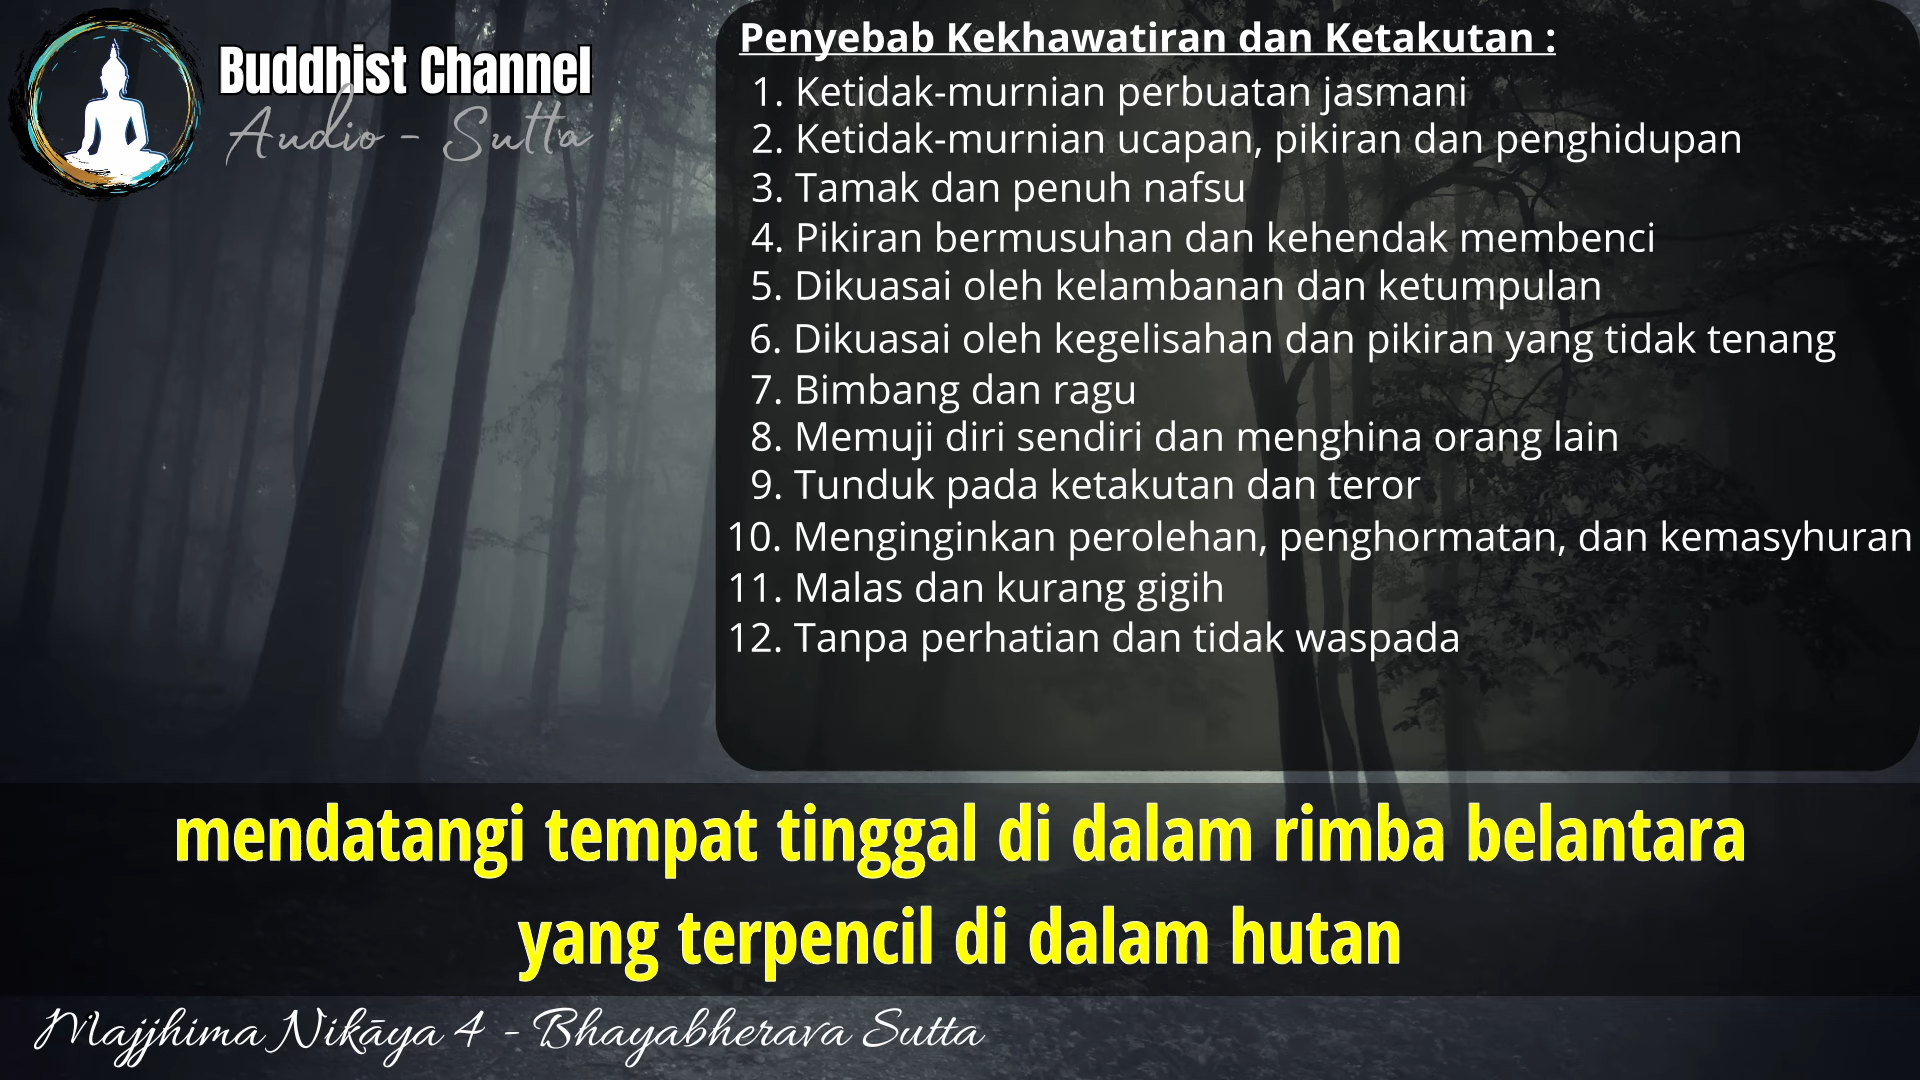 Buddhist Channel
Audio - Sutta
Penyebab Kekhawatiran dan Ketakutan :
1. Ketidak-murnian perbuatan jasmani
2. Ketidak-murnian ucapan, pikiran dan penghidupan
3. Tamak dan penuh nafsu
4. Pikiran bermusuhan dan kehendak membenci
5. Dikuasai oleh kelambanan dan ketumpulan
6. Dikuasai oleh kegelisahan dan pikiran yang tidak tenang
7. Bimbang dan ragu
8. Memuji diri sendiri dan menghina orang lain
9. Tunduk pada ketakutan dan teror
10. Menginginkan perolehan, penghormatan, dan kemasyhuran
11. Malas dan kurang gigih
12. Tanpa perhatian dan tidak waspada
mendatangi tempat tinggal di dalam rimba belantara
yang terpencil di dalam hutan
Majjhima Nikāya 4 - Bhayabherava Sutta